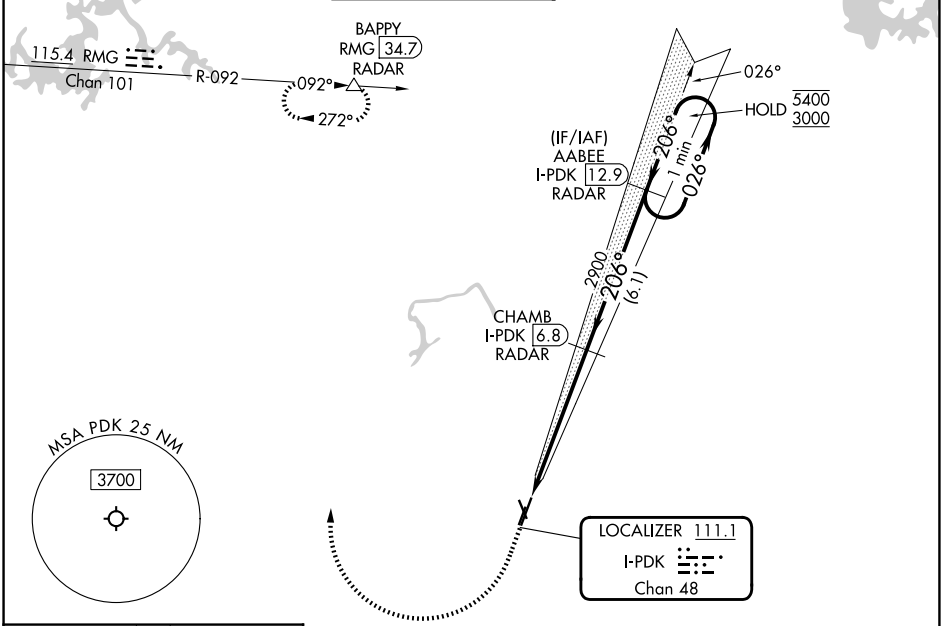 BAPPY
RMG 34.7
RADAR
115.4 RMG
Chan 101
R-092
092°
272°
026°
HOLD 5400
3000
206°
1 min
026°
(IF/IAF)
AABEE
I-PDK 12.9
RADAR
2900
206°
(6.1)
CHAMB
I-PDK 6.8
RADAR
MSA PDK 25 NM
3700
LOCALIZER 111.1
I-PDK
Chan 48